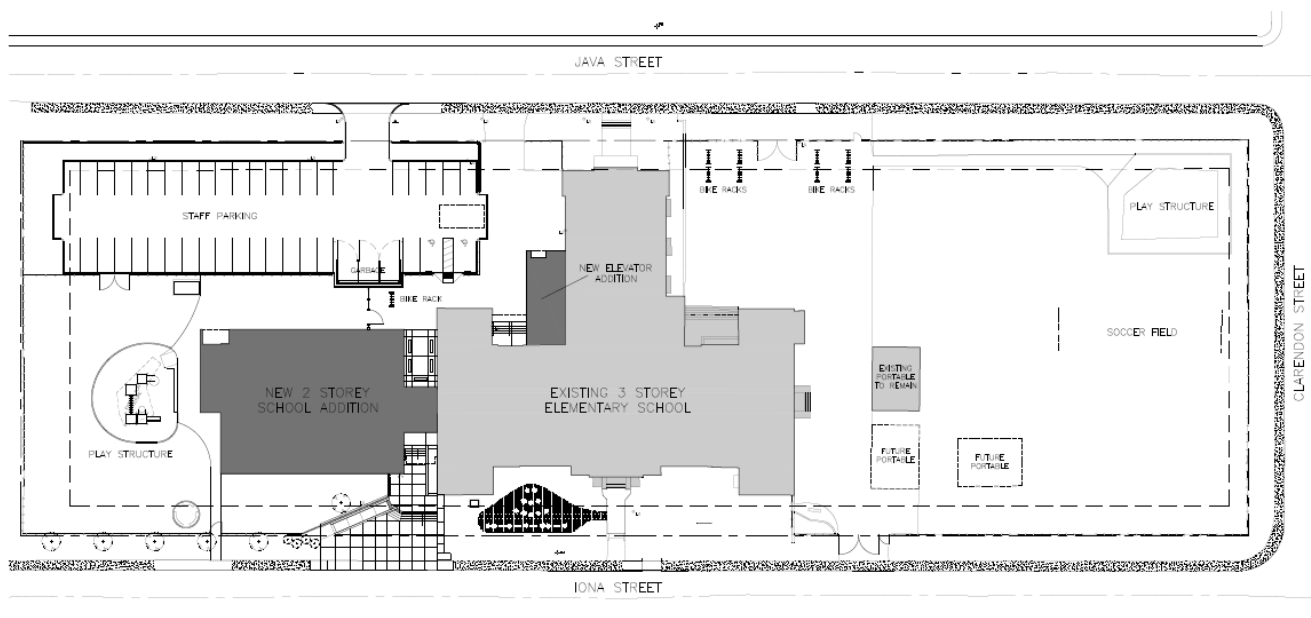 JAVA STREET
STAFF PARKING
BIKE RACKS
BIKE RACKS
PLAY STRUCTURE
GARBAGE
NEW ELEVATOR
ADDITION
BIKE RACK
CLARENDON STREET
SOCCER FIELD
NEW 2 STOREY
SCHOOL ADDITION
EXISTING 3 STOREY
ELEMENTARY SCHOOL
EXISTING
PORTABLE
TO REMAIN
PLAY STRUCTURE
FUTURE
PORTABLE
FUTURE
PORTABLE
IONA STREET